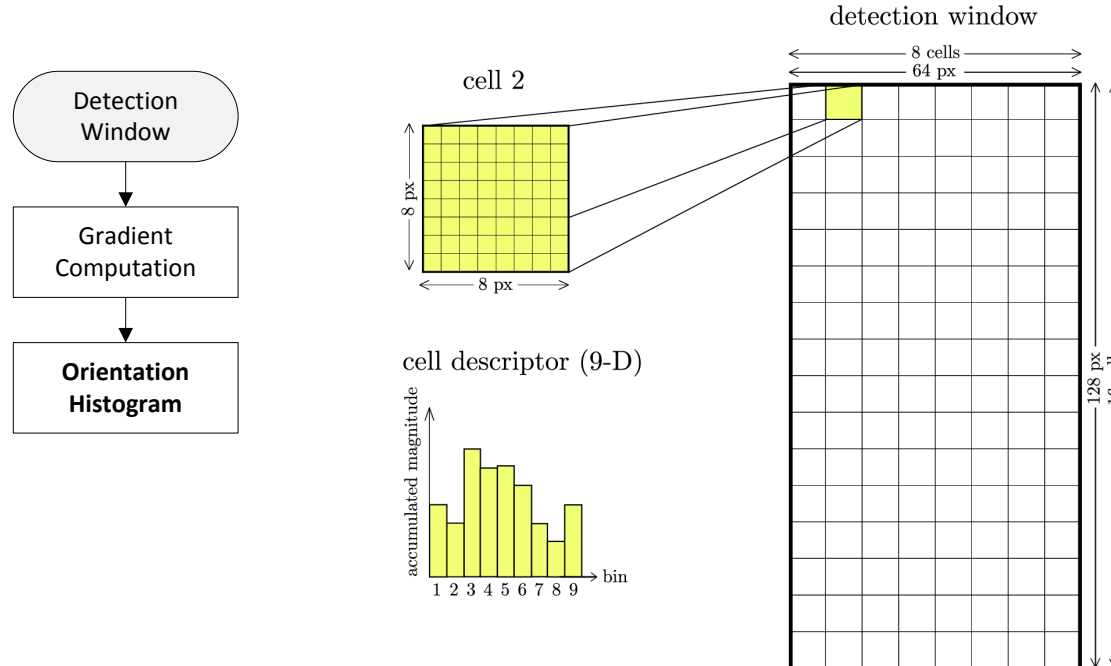 detection window
8 cells
64 px
Detection
Window
cell 2
8 px
8 px
Gradient
Computation
128 px
cell descriptor (9-D)
Orientation
Histogram
accumulated magnitude
bin
1 2 3 4 5 6 7 8 9